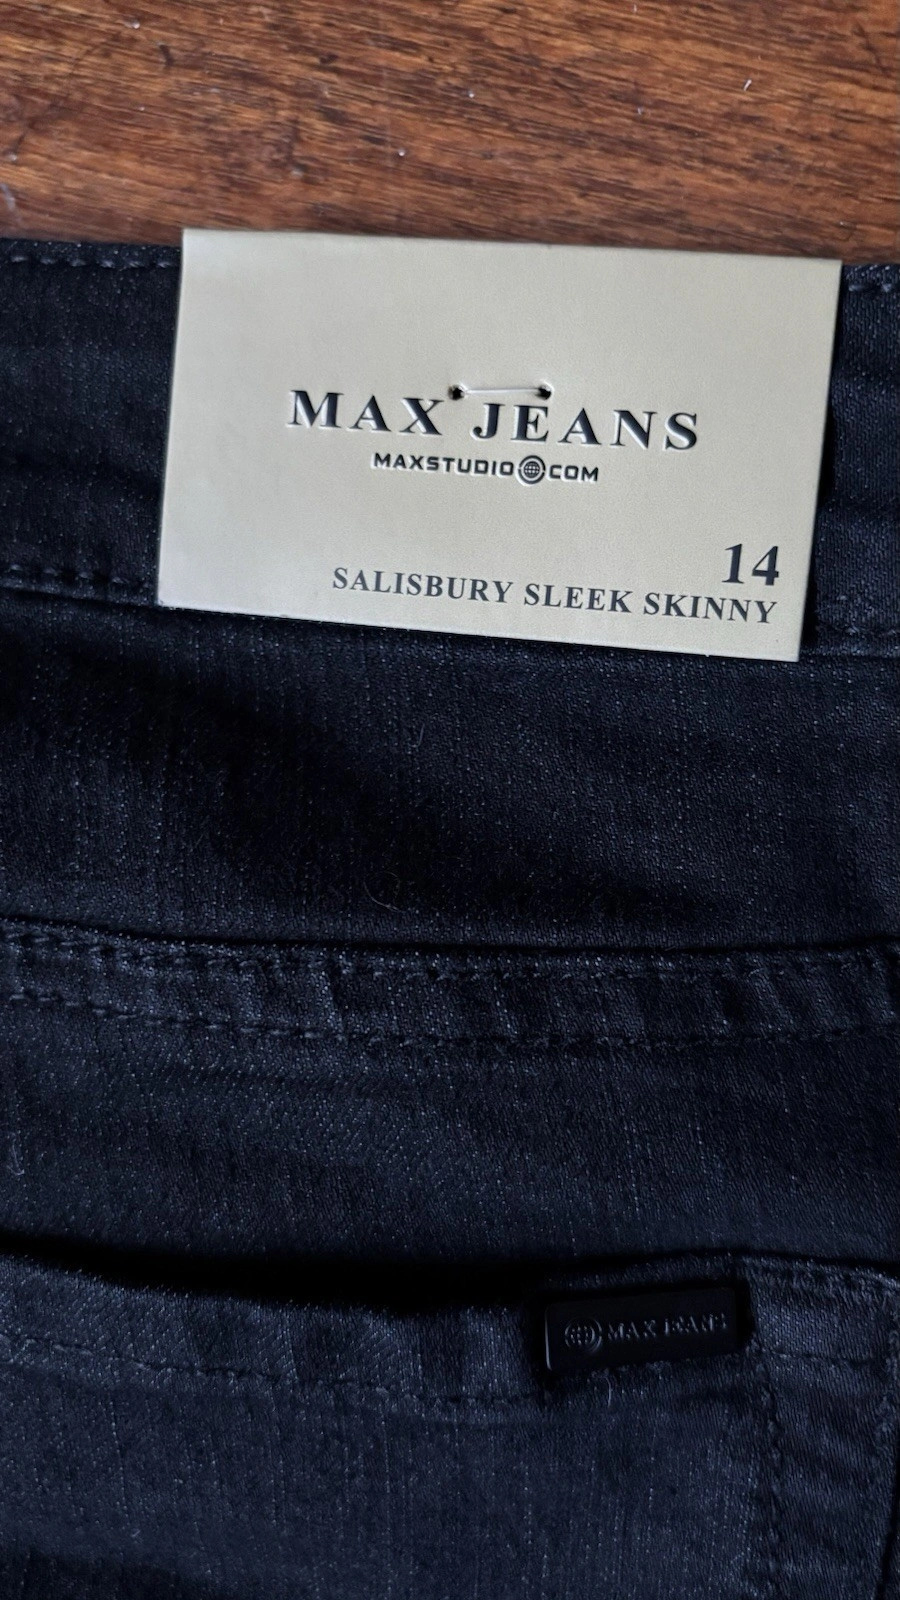 MAX JEANS
MAXSTUDIO COM
14
SALISBURY SLEEK SKINNY
MAX JEANS